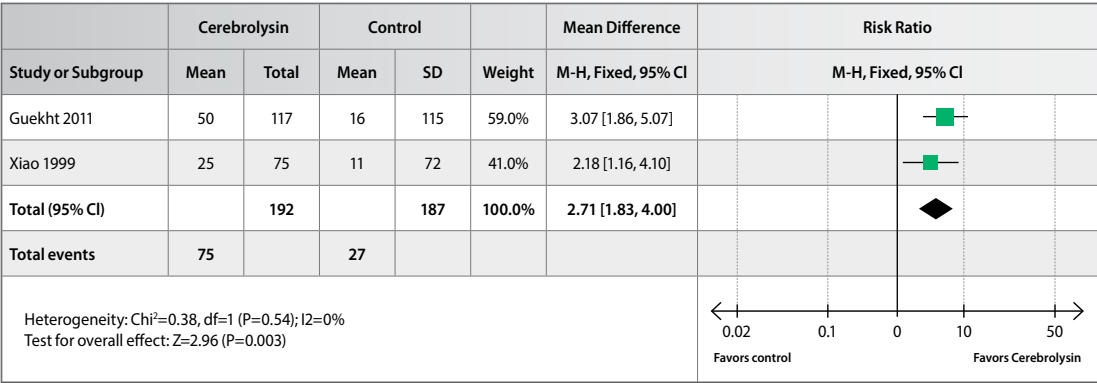 Cerebrolysin Control Mean Difference Risk Ratio
Study or Subgroup Mean Total Mean SD Weight M-H, Fixed, 95% Cl M-H, Fixed, 95% Cl
Guekht 2011 50 117 16 115 59.0% 3.07 [1.86, 5.07]
Xiao 1999 25 75 11 72 41.0% 2.18 [1.16, 4.10]
Total (95% Cl) 192 187 100.0% 2.71 [1.83, 4.00]
Total events 75 27
Heterogeneity: Chi²=0.38, df=1 (P=0.54); I2=0%
Test for overall effect: Z=2.96 (P=0.003)
0.02 0.1 0 10 50
Favors control Favors Cerebrolysin